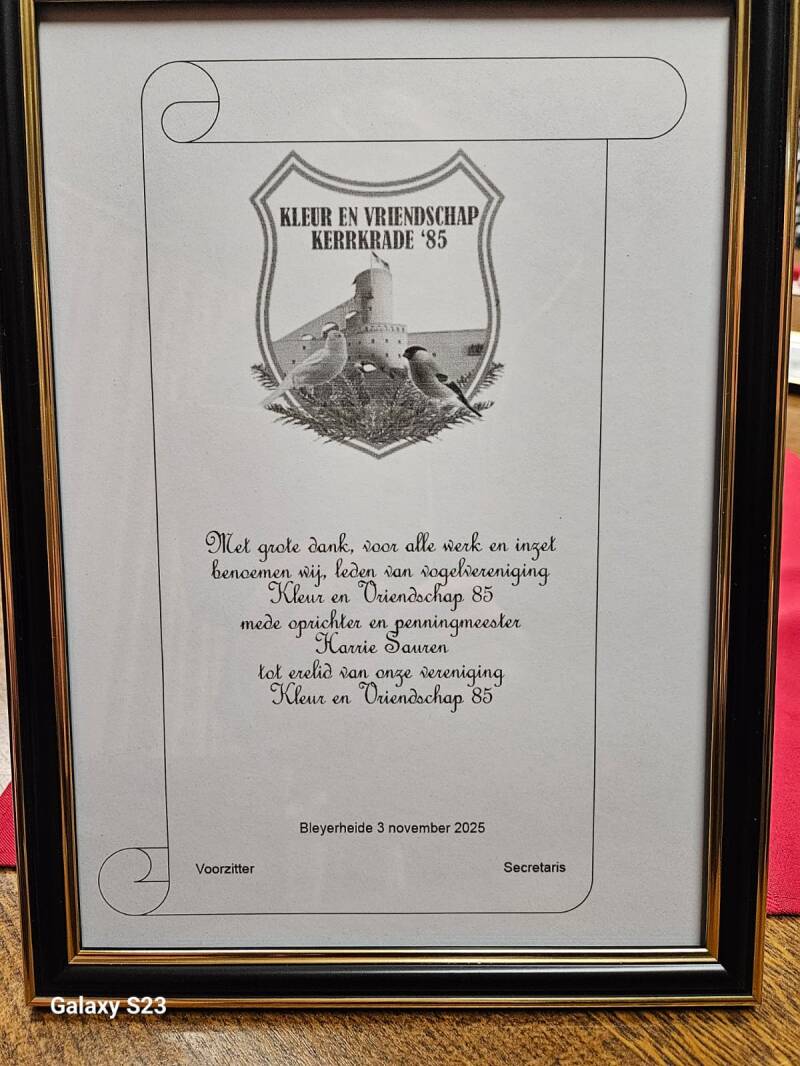 KLEUR EN VRIENDSCHAP
KERRKRADE '85
Met grote dank, voor alle werk en inzet
benoemen wij, leden van vogelvereniging
Kleur en Vriendschap 85
mede oprichter en penningmeester
Harrie Sauren
tot erelid van onze vereniging
Kleur en Vriendschap 85
Bleyerheide 3 november 2025
Voorzitter Secretaris
Galaxy S23